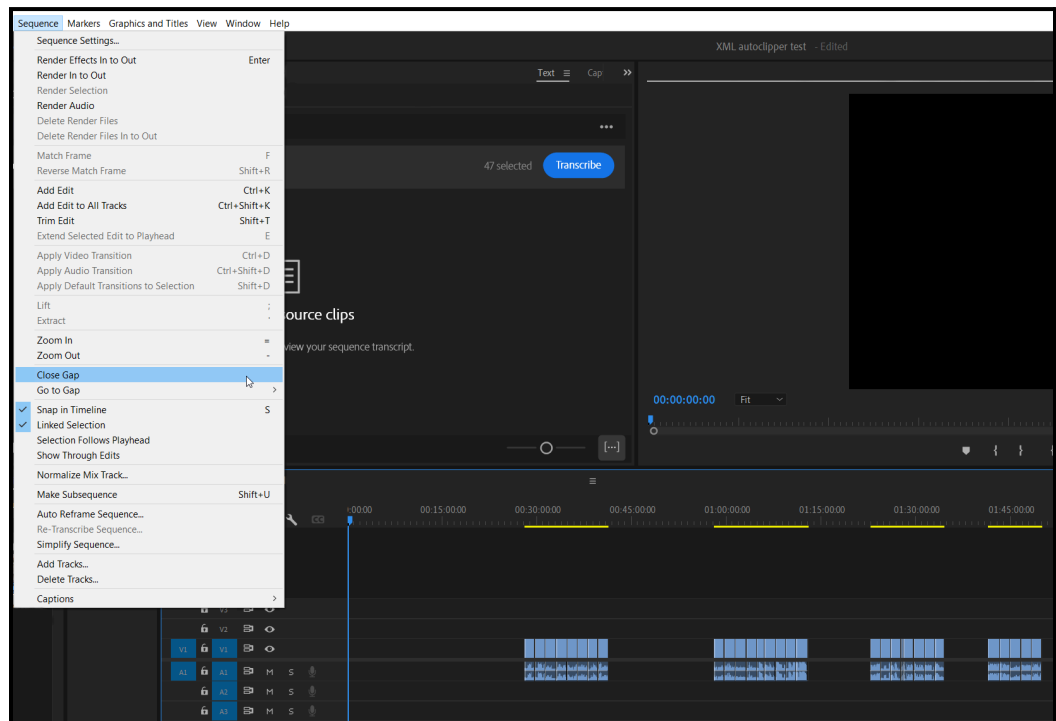 Sequence Markers Graphics and Titles View Window Help
Sequence Settings...
Render Effects In to Out Enter
Render In to Out
Render Selection
Render Audio
Delete Render Files
Delete Render Files In to Out
Match Frame F
Reverse Match Frame Shift+R
Add Edit Ctrl+K
Add Edit to All Tracks Ctrl+Shift+K
Trim Edit Shift+T
Extend Selected Edit to Playhead E
Apply Video Transition Ctrl+D
Apply Audio Transition Ctrl+Shift+D
Apply Default Transitions to Selection Shift+D
Lift ;
Extract '
Zoom In =
Zoom Out -
Close Gap
Go to Gap >
Snap in Timeline S
Linked Selection
Selection Follows Playhead
Show Through Edits
Normalize Mix Track...
Make Subsequence Shift+U
Auto Reframe Sequence...
Re-Transcribe Sequence...
Simplify Sequence...
Add Tracks...
Delete Tracks...
Captions >
XML autoclipper test - Edited
Text Cap
47 selected Transcribe
source clips
view your sequence transcript.
00:00:00:00 Fit
:00:00 00:15:00:00 00:30:00:00 00:45:00:00 01:00:00:00 01:15:00:00 01:30:00:00 01:45:00:00
V3
V2
V1 V1
A1 A1 M S
A2 M S
A3 M S